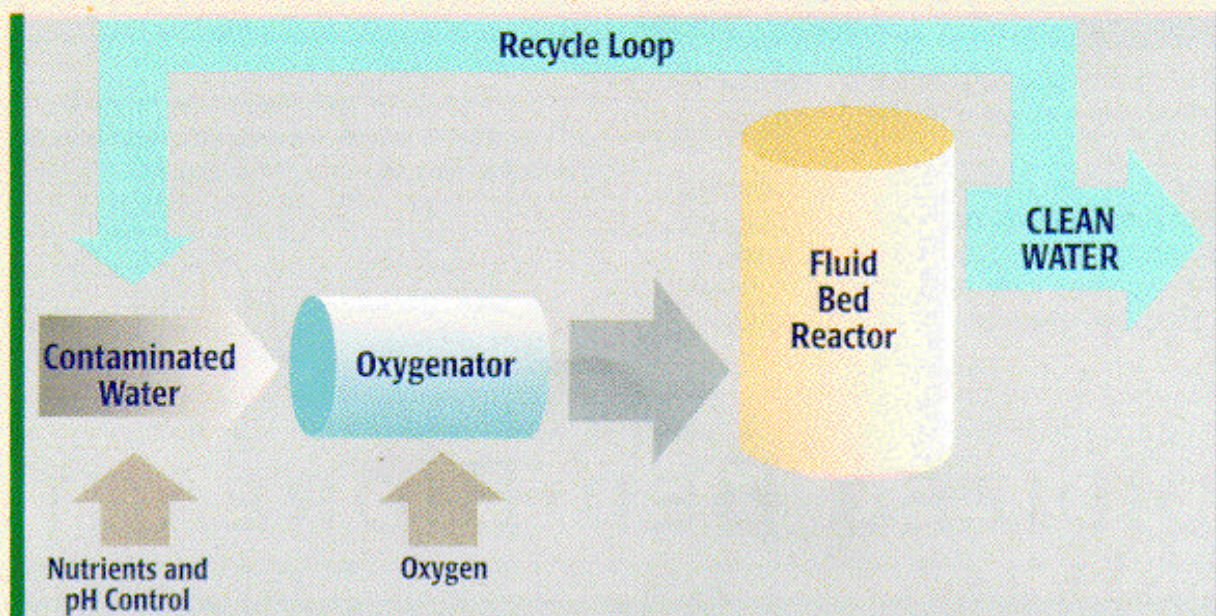 Recycle Loop
CLEAN
WATER
Fluid
Bed
Reactor
Contaminated
Water
Oxygenator
Nutrients and
pH Control
Oxygen